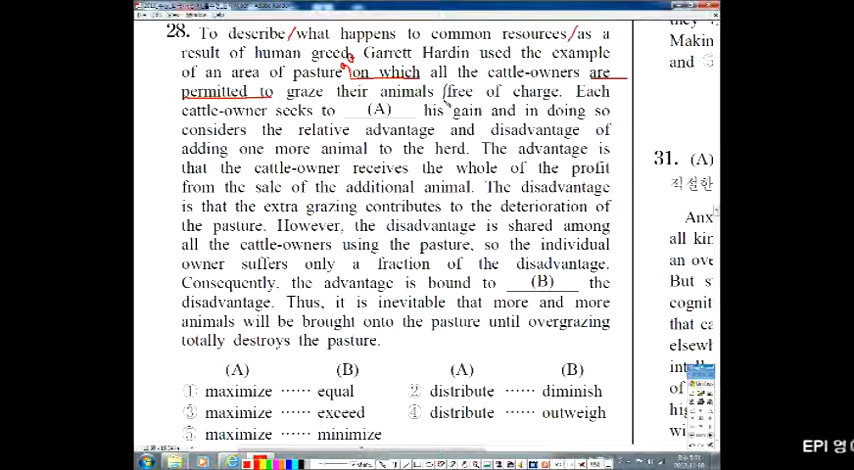 28. To describe what happens to common resources as a
result of human greed, Garrett Hardin used the example
of an area of pasture on which all the cattle-owners are
permitted to graze their animals free of charge. Each
cattle-owner seeks to (A) his gain and in doing so
considers the relative advantage and disadvantage of
adding one more animal to the herd. The advantage is
that the cattle-owner receives the whole of the profit
from the sale of the additional animal. The disadvantage
is that the extra grazing contributes to the deterioration of
the pasture. However, the disadvantage is shared among
all the cattle-owners using the pasture, so the individual
owner suffers only a fraction of the disadvantage.
Consequently, the advantage is bound to (B) the
disadvantage. Thus, it is inevitable that more and more
animals will be brought onto the pasture until overgrazing
totally destroys the pasture.
(A) (B) (A) (B)
① maximize ······ equal ② distribute ······ diminish
③ maximize ······ exceed ④ distribute ······ outweigh
⑤ maximize ······ minimize
Makin
and
31. (A)
적절한
Anx
all kin
an ove
But s
cognit
that ca
elsewh
of
wi
EPI 영어